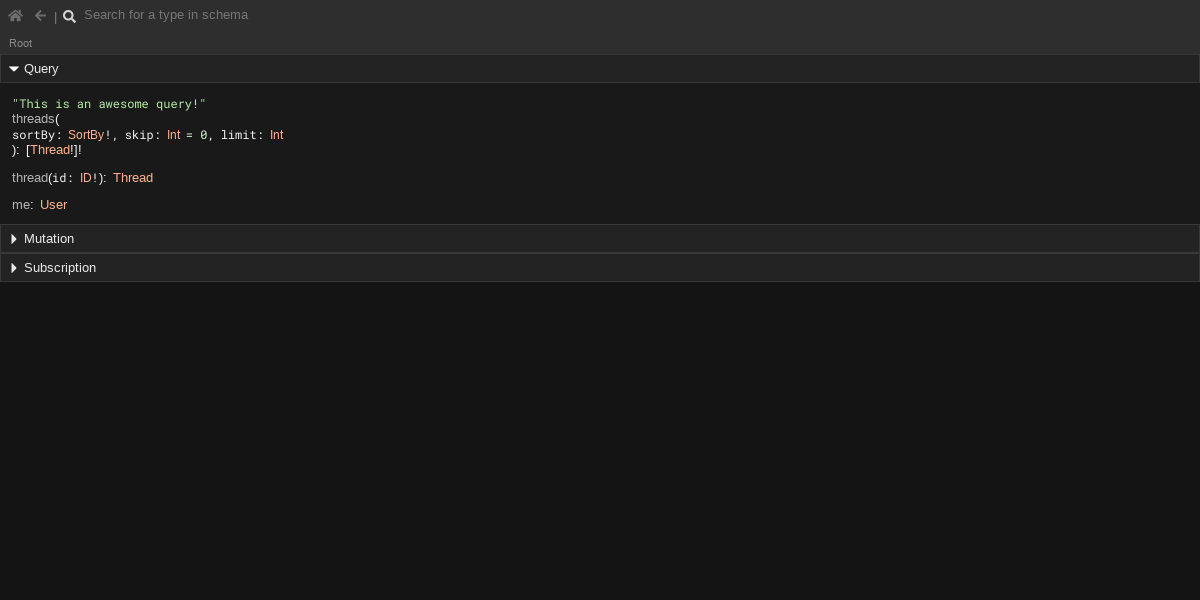 | Search for a type in schema
Root
Query
"This is an awesome query!"
threads(
sortBy: SortBy!, skip: Int = 0, limit: Int
): [Thread!]!
thread(id: ID!): Thread
me: User
Mutation
Subscription